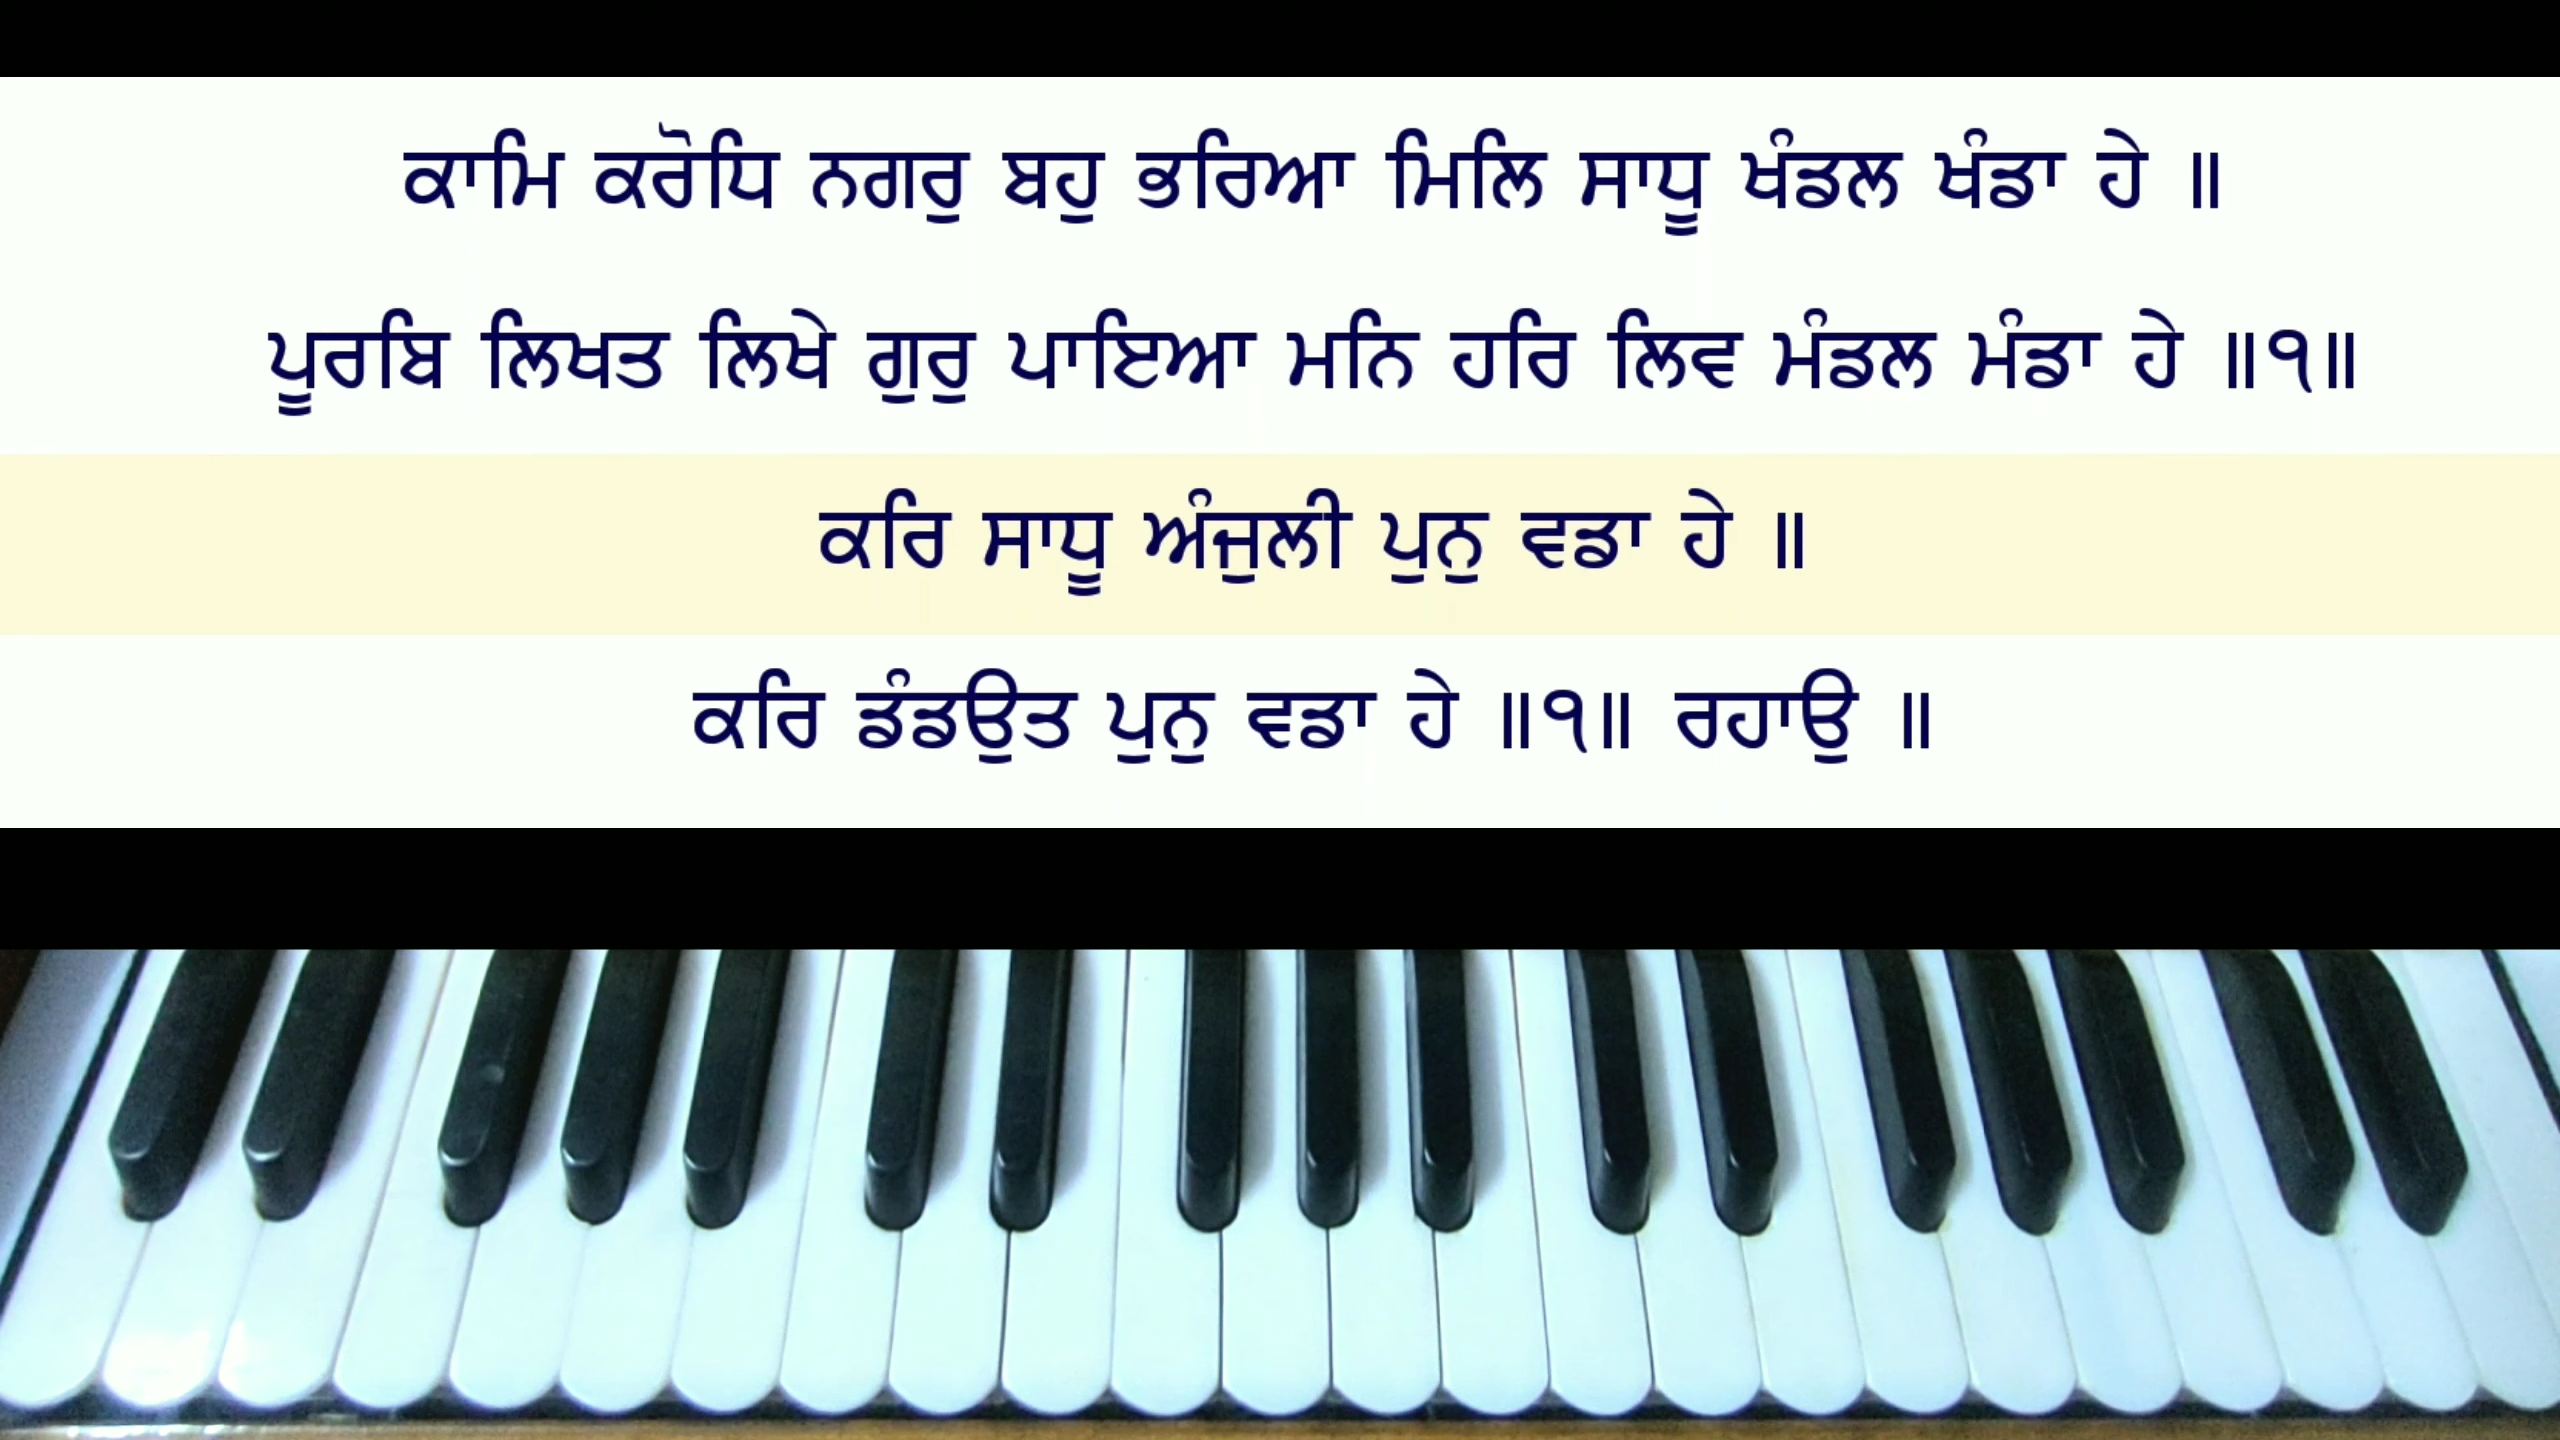 ਕਾਮਿ ਕਰੋਧਿ ਨਗਰੁ ਬਹੁ ਭਰਿਆ ਮਿਲਿ ਸਾਧੂ ਖੰਡਲ ਖੰਡਾ ਹੇ ॥
ਪੂਰਬਿ ਲਿਖਤ ਲਿਖੇ ਗੁਰੁ ਪਾਇਆ ਮਨਿ ਹਰਿ ਲਿਵ ਮੰਡਲ ਮੰਡਾ ਹੇ ॥੧॥
ਕਰਿ ਸਾਧੂ ਅੰਜੁਲੀ ਪੁਨੁ ਵਡਾ ਹੇ ॥
ਕਰਿ ਡੰਡਉਤ ਪੁਨੁ ਵਡਾ ਹੇ ॥੧॥ ਰਹਾਉ ॥